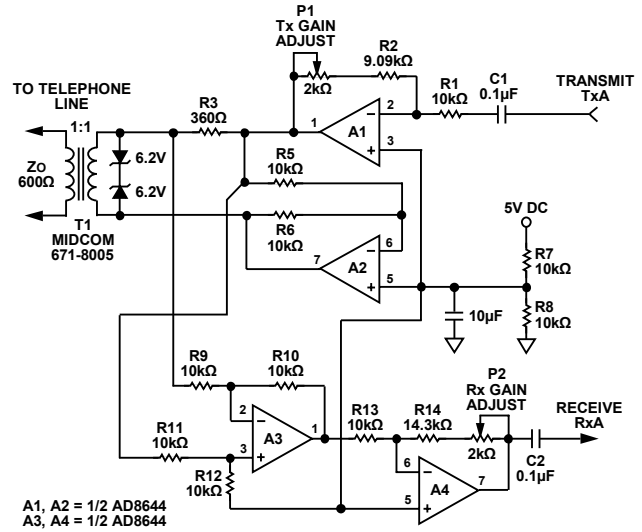 P1
Tx GAIN
ADJUST
2kΩ
R2
9.09kΩ
R1
10kΩ
C1
0.1µF
TRANSMIT
TxA
TO TELEPHONE
LINE
1:1
ZO
600Ω
T1
MIDCOM
671-8005
6.2V
6.2V
R3
360Ω
1
A1
2
–
3
+
R5
10kΩ
R6
10kΩ
7
A2
6
–
5
+
5V DC
R7
10kΩ
R8
10kΩ
10µF
R9
10kΩ
R10
10kΩ
R11
10kΩ
R12
10kΩ
2
–
3
+
A3
1
R13
10kΩ
R14
14.3kΩ
P2
Rx GAIN
ADJUST
2kΩ
6
–
5
+
A4
7
C2
0.1µF
RECEIVE
RxA
A1, A2 = 1/2 AD8644
A3, A4 = 1/2 AD8644